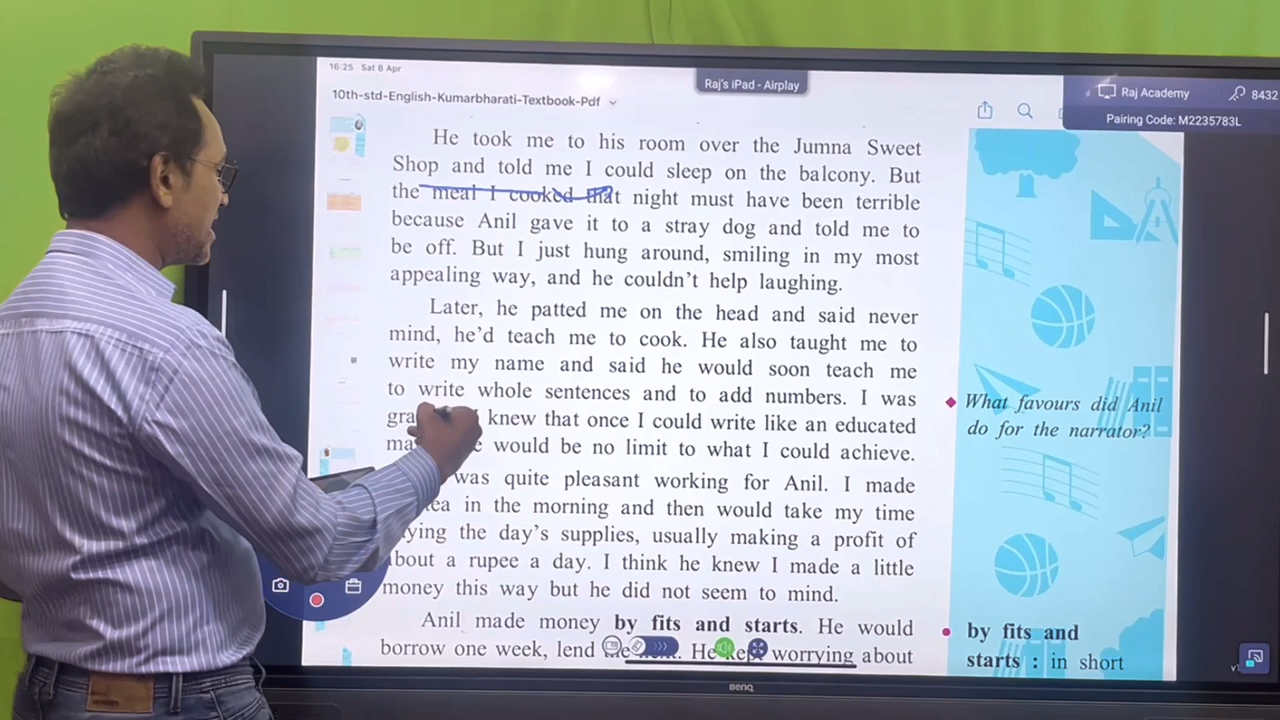 16:25 Sat 8 Apr
Raj's iPad - Airplay
Raj Academy
8432
Pairing Code: M2235783L
10th-std-English-Kumarbharati-Textbook-Pdf
He took me to his room over the Jumna Sweet
Shop and told me I could sleep on the balcony. But
the meal I cooked that night must have been terrible
because Anil gave it to a stray dog and told me to
be off. But I just hung around, smiling in my most
appealing way, and he couldn't help laughing.
Later, he patted me on the head and said never
mind, he'd teach me to cook. He also taught me to
write my name and said he would soon teach me
to write whole sentences and to add numbers. I was
knew that once I could write like an educated
would be no limit to what I could achieve.
was quite pleasant working for Anil. I made
in the morning and then would take my time
the day's supplies, usually making a profit of
about a rupee a day. I think he knew I made a little
money this way but he did not seem to mind.
Anil made money by fits and starts. He would
borrow one week, lend the next. He kept worrying about
What favours did Anil
do for the narrator?
by fits and
starts : in short
BenQ